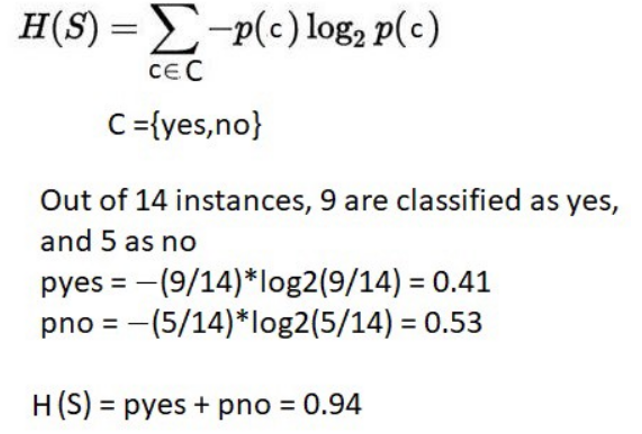 H(S) = ∑ −p(c) log₂ p(c)
c∈C
C ={yes,no}
Out of 14 instances, 9 are classified as yes,
and 5 as no
pyes = −(9/14)*log2(9/14) = 0.41
pno = −(5/14)*log2(5/14) = 0.53
H (S) = pyes + pno = 0.94